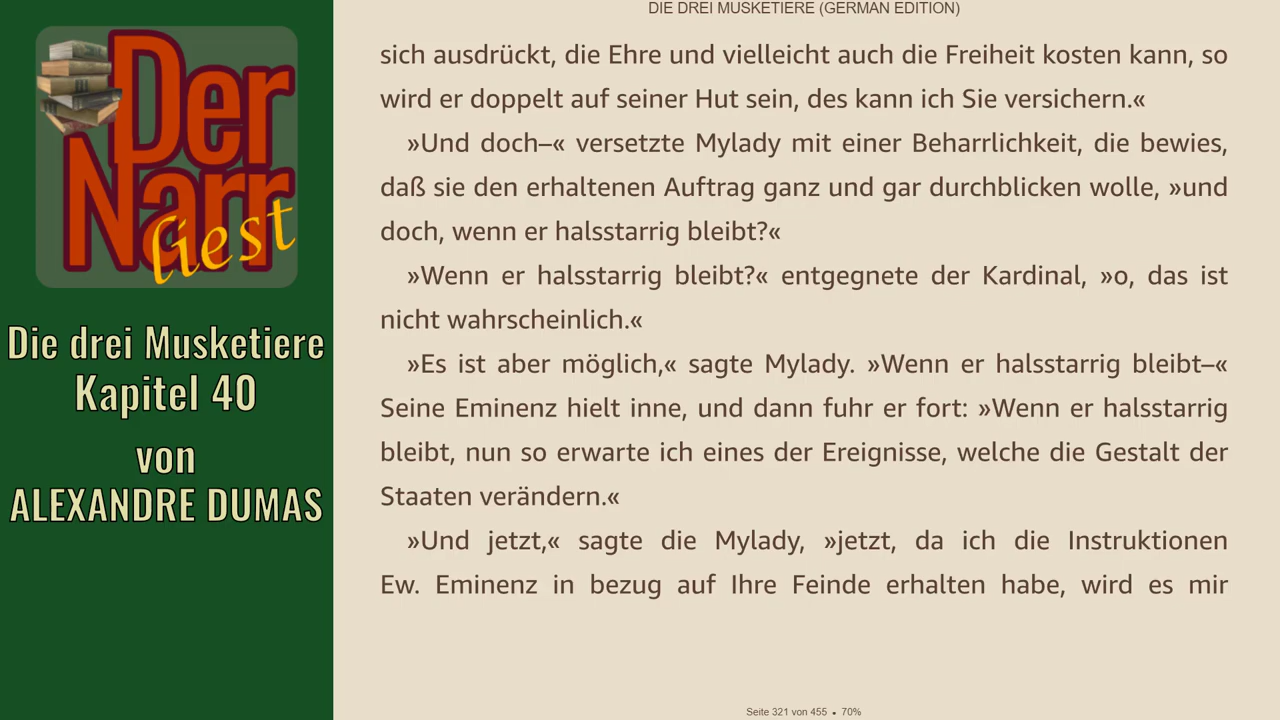 Der
Narr
liest
Die drei Musketiere
Kapitel 40
von
ALEXANDRE DUMAS
DIE DREI MUSKETIERE (GERMAN EDITION)
sich ausdrückt, die Ehre und vielleicht auch die Freiheit kosten kann, so
wird er doppelt auf seiner Hut sein, des kann ich Sie versichern.«
»Und doch–« versetzte Mylady mit einer Beharrlichkeit, die bewies,
daß sie den erhaltenen Auftrag ganz und gar durchblicken wolle, »und
doch, wenn er halsstarrig bleibt?«
»Wenn er halsstarrig bleibt?« entgegnete der Kardinal, »o, das ist
nicht wahrscheinlich.«
»Es ist aber möglich,« sagte Mylady. »Wenn er halsstarrig bleibt–«
Seine Eminenz hielt inne, und dann fuhr er fort: »Wenn er halsstarrig
bleibt, nun so erwarte ich eines der Ereignisse, welche die Gestalt der
Staaten verändern.«
»Und jetzt,« sagte die Mylady, »jetzt, da ich die Instruktionen
Ew. Eminenz in bezug auf Ihre Feinde erhalten habe, wird es mir
Seite 321 von 455 • 70%